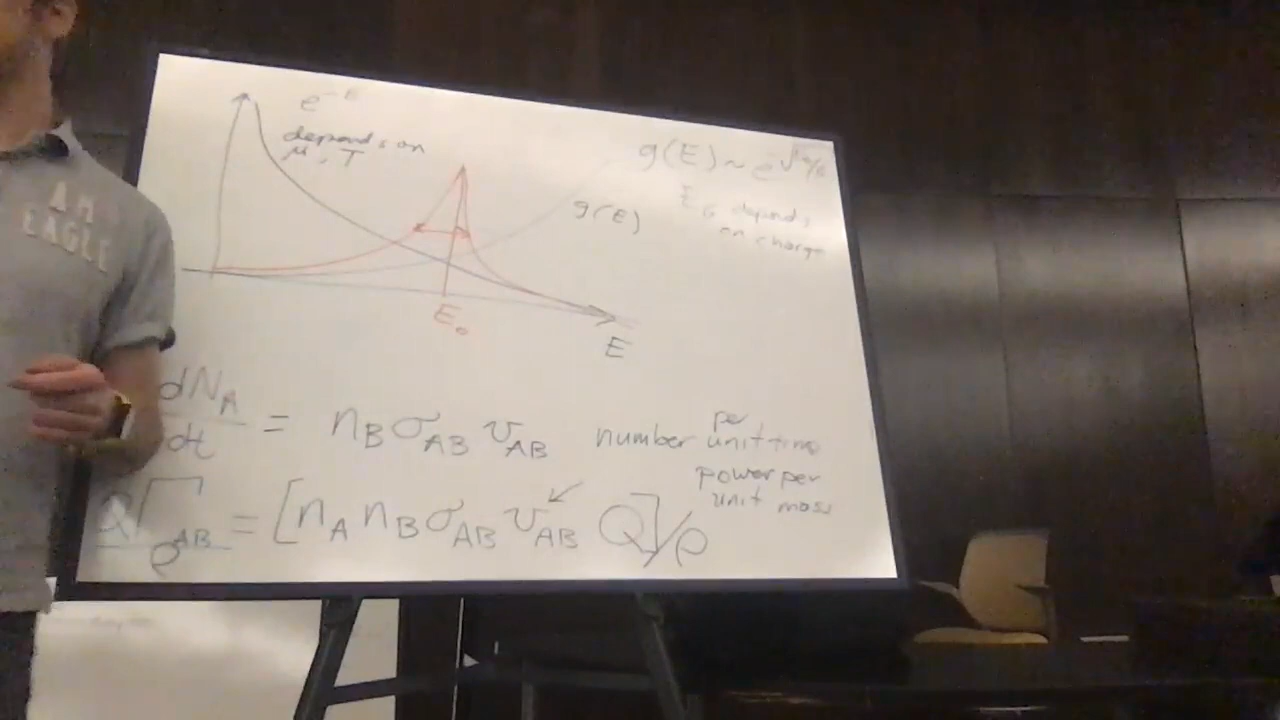 AM
EAGLE
e^-E
depends on
μ, T
g(E)
E₀
E
g(E) ~ e
E_G depends
on charge
dN_A/dt = n_B σ_AB v_AB
number per
unit time
QΓ_AB/ρ = [n_A n_B σ_AB v_AB Q]/ρ
power per
unit mass